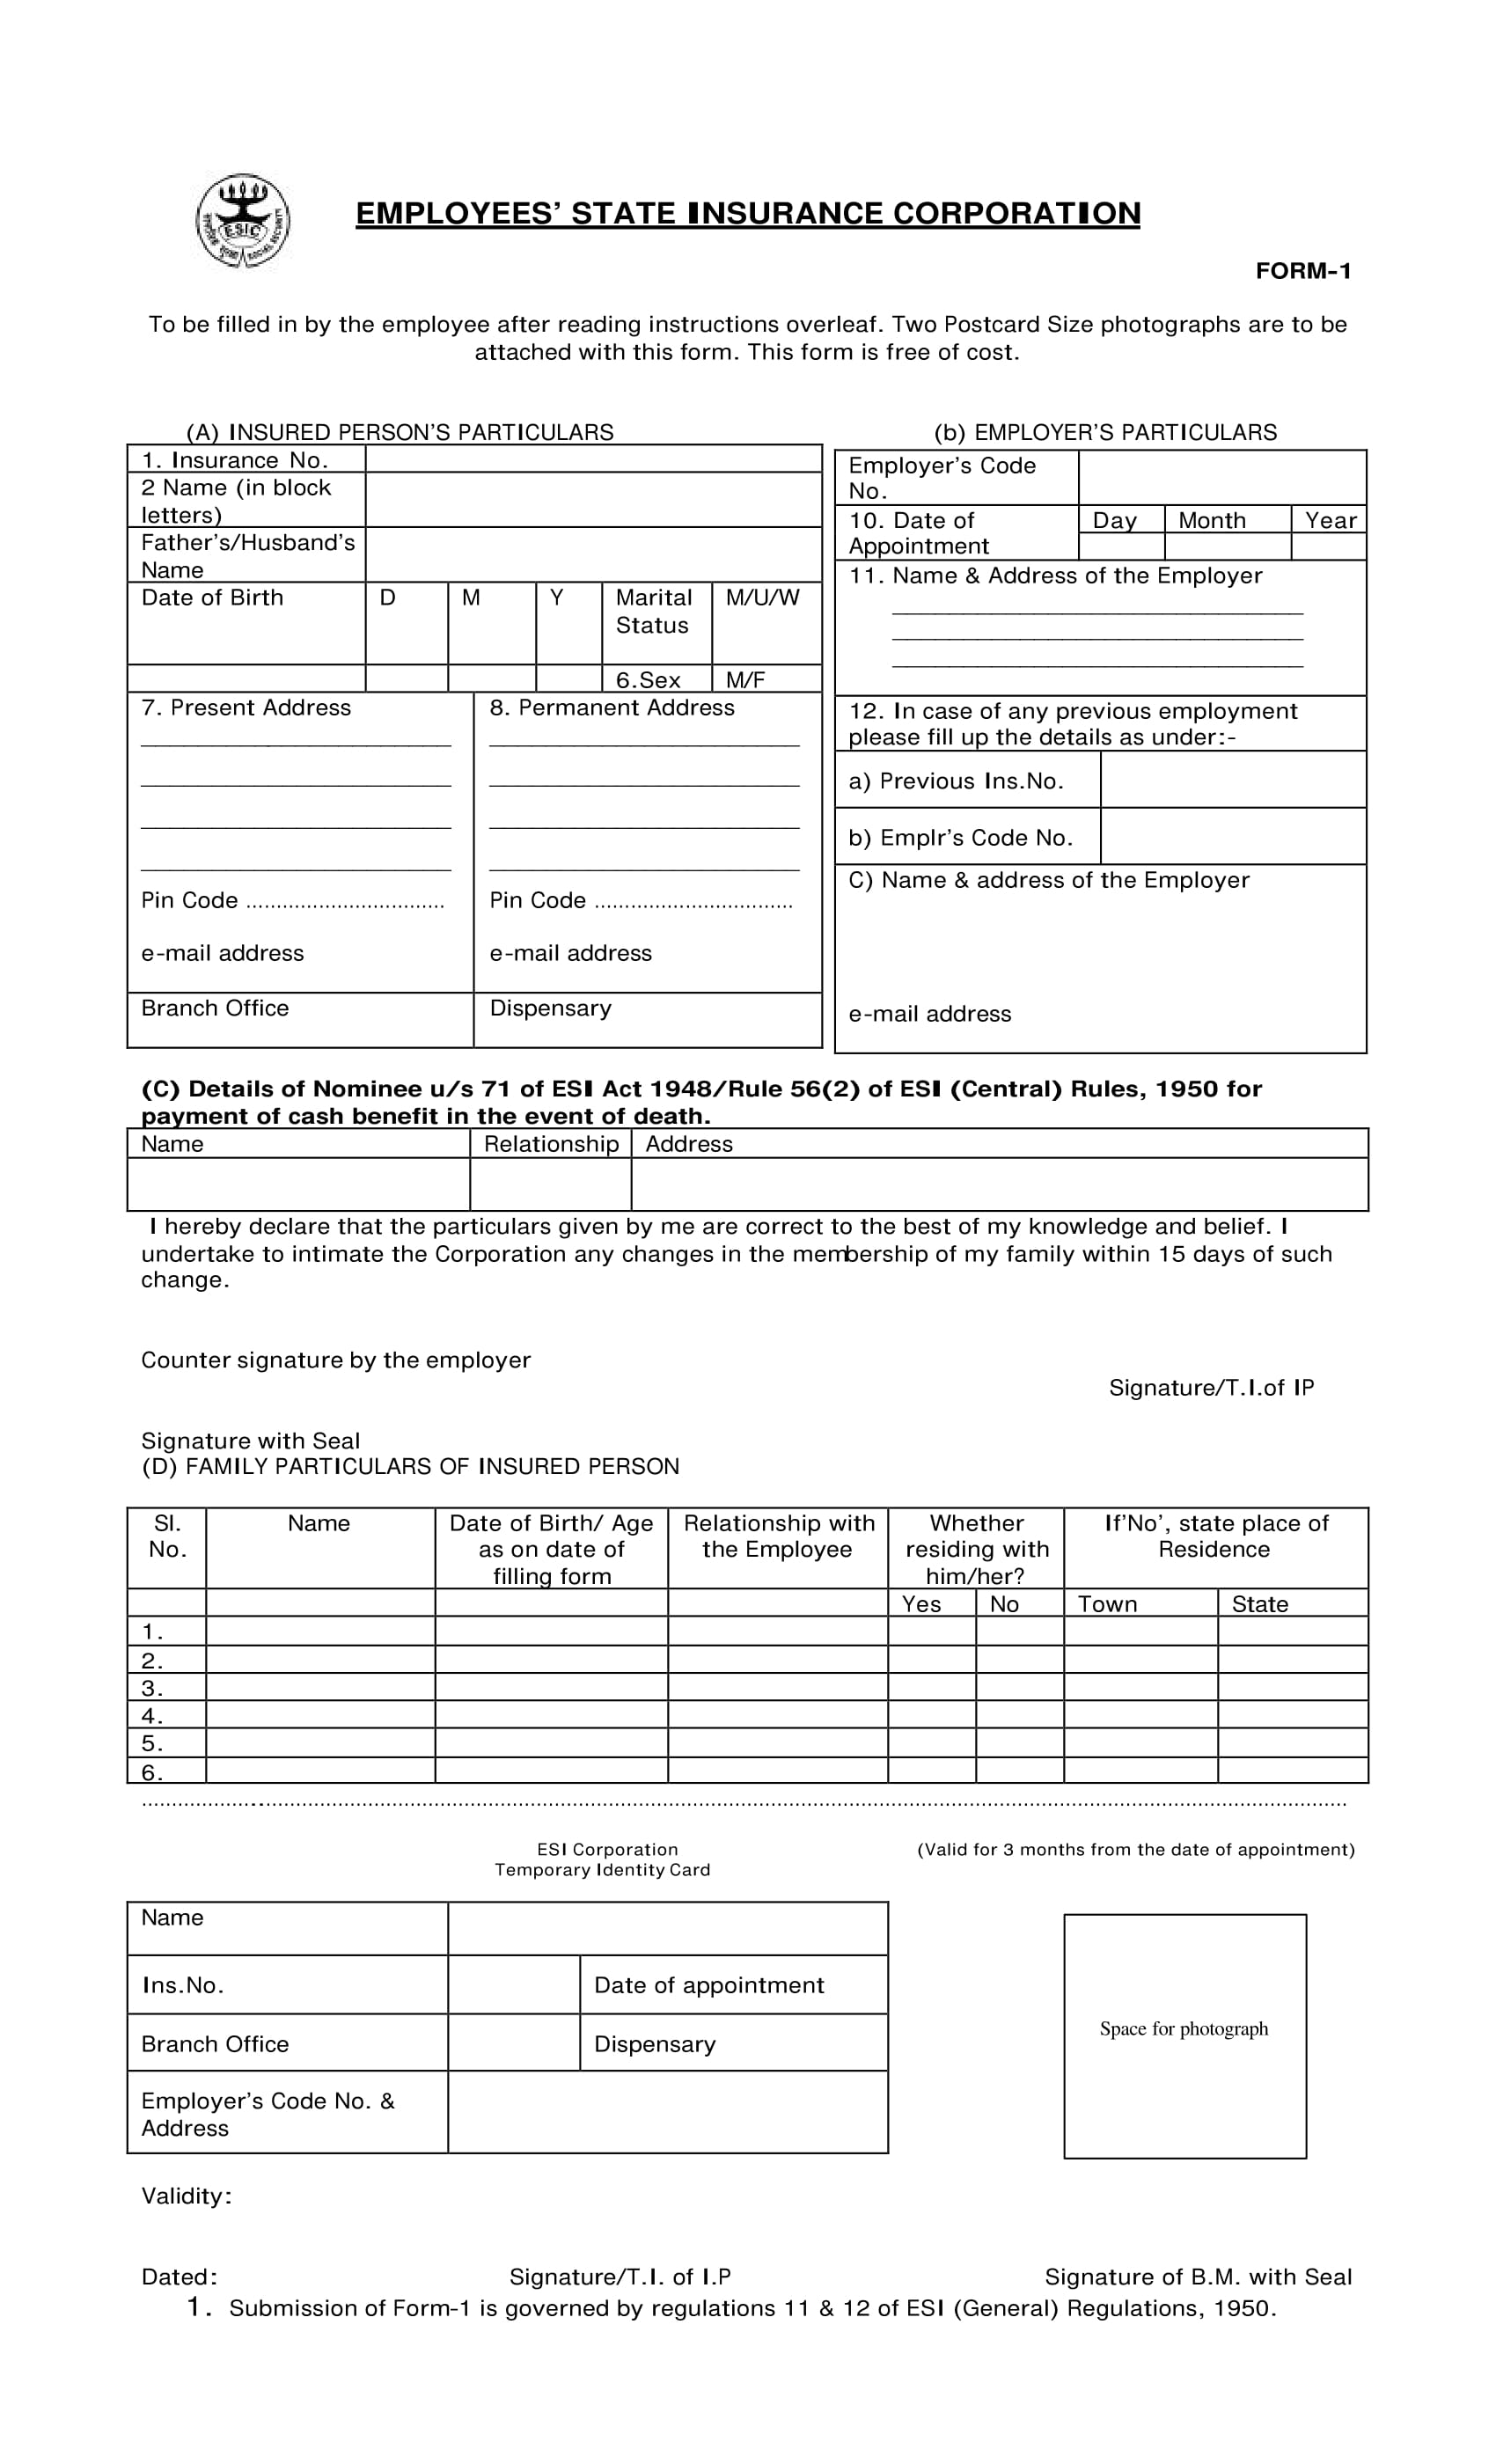 ESIC
EMPLOYEES’ STATE INSURANCE CORPORATION
FORM-1
To be filled in by the employee after reading instructions overleaf. Two Postcard Size photographs are to be
attached with this form. This form is free of cost.
(A) INSURED PERSON’S PARTICULARS
1. Insurance No.
2 Name (in block
letters)
Father’s/Husband’s
Name
Date of Birth D M Y Marital M/U/W
Status
6.Sex M/F
7. Present Address 8. Permanent Address
Pin Code ................................. Pin Code .................................
e-mail address e-mail address
Branch Office Dispensary
(b) EMPLOYER’S PARTICULARS
Employer’s Code
No.
10. Date of Day Month Year
Appointment
11. Name & Address of the Employer
12. In case of any previous employment
please fill up the details as under:-
a) Previous Ins.No.
b) Emplr’s Code No.
C) Name & address of the Employer
e-mail address
(C) Details of Nominee u/s 71 of ESI Act 1948/Rule 56(2) of ESI (Central) Rules, 1950 for
payment of cash benefit in the event of death.
Name Relationship Address
I hereby declare that the particulars given by me are correct to the best of my knowledge and belief. I
undertake to intimate the Corporation any changes in the membership of my family within 15 days of such
change.
Counter signature by the employer
Signature/T.I.of IP
Signature with Seal
(D) FAMILY PARTICULARS OF INSURED PERSON
Sl. Name Date of Birth/ Age Relationship with Whether If’No’, state place of
No. as on date of the Employee residing with Residence
filling form him/her?
Yes No Town State
1.
2.
3.
4.
5.
6.
ESI Corporation (Valid for 3 months from the date of appointment)
Temporary Identity Card
Name
Ins.No. Date of appointment
Branch Office Dispensary
Employer’s Code No. &
Address
Space for photograph
Validity:
Dated: Signature/T.I. of I.P Signature of B.M. with Seal
1. Submission of Form-1 is governed by regulations 11 & 12 of ESI (General) Regulations, 1950.